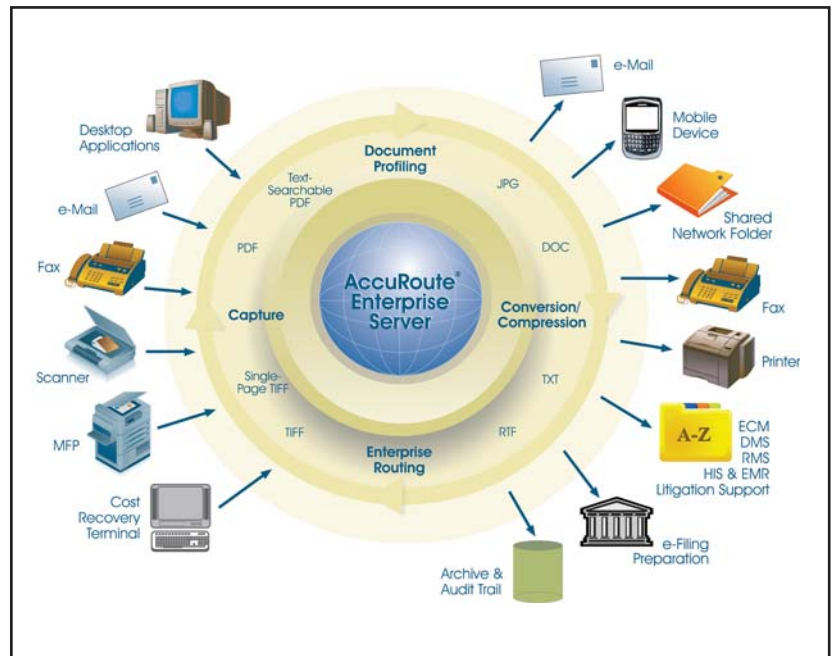 Desktop
Applications
e-Mail
Fax
Scanner
MFP
Cost
Recovery
Terminal
Document
Profiling
Text-
Searchable
PDF
PDF
Capture
Single-
Page TIFF
TIFF
Enterprise
Routing
AccuRoute®
Enterprise
Server
JPG
DOC
Conversion/
Compression
TXT
RTF
e-Mail
Mobile
Device
Shared
Network Folder
Fax
Printer
A-Z
ECM
DMS
RMS
HIS & EMR
Litigation Support
e-Filing
Preparation
Archive &
Audit Trail